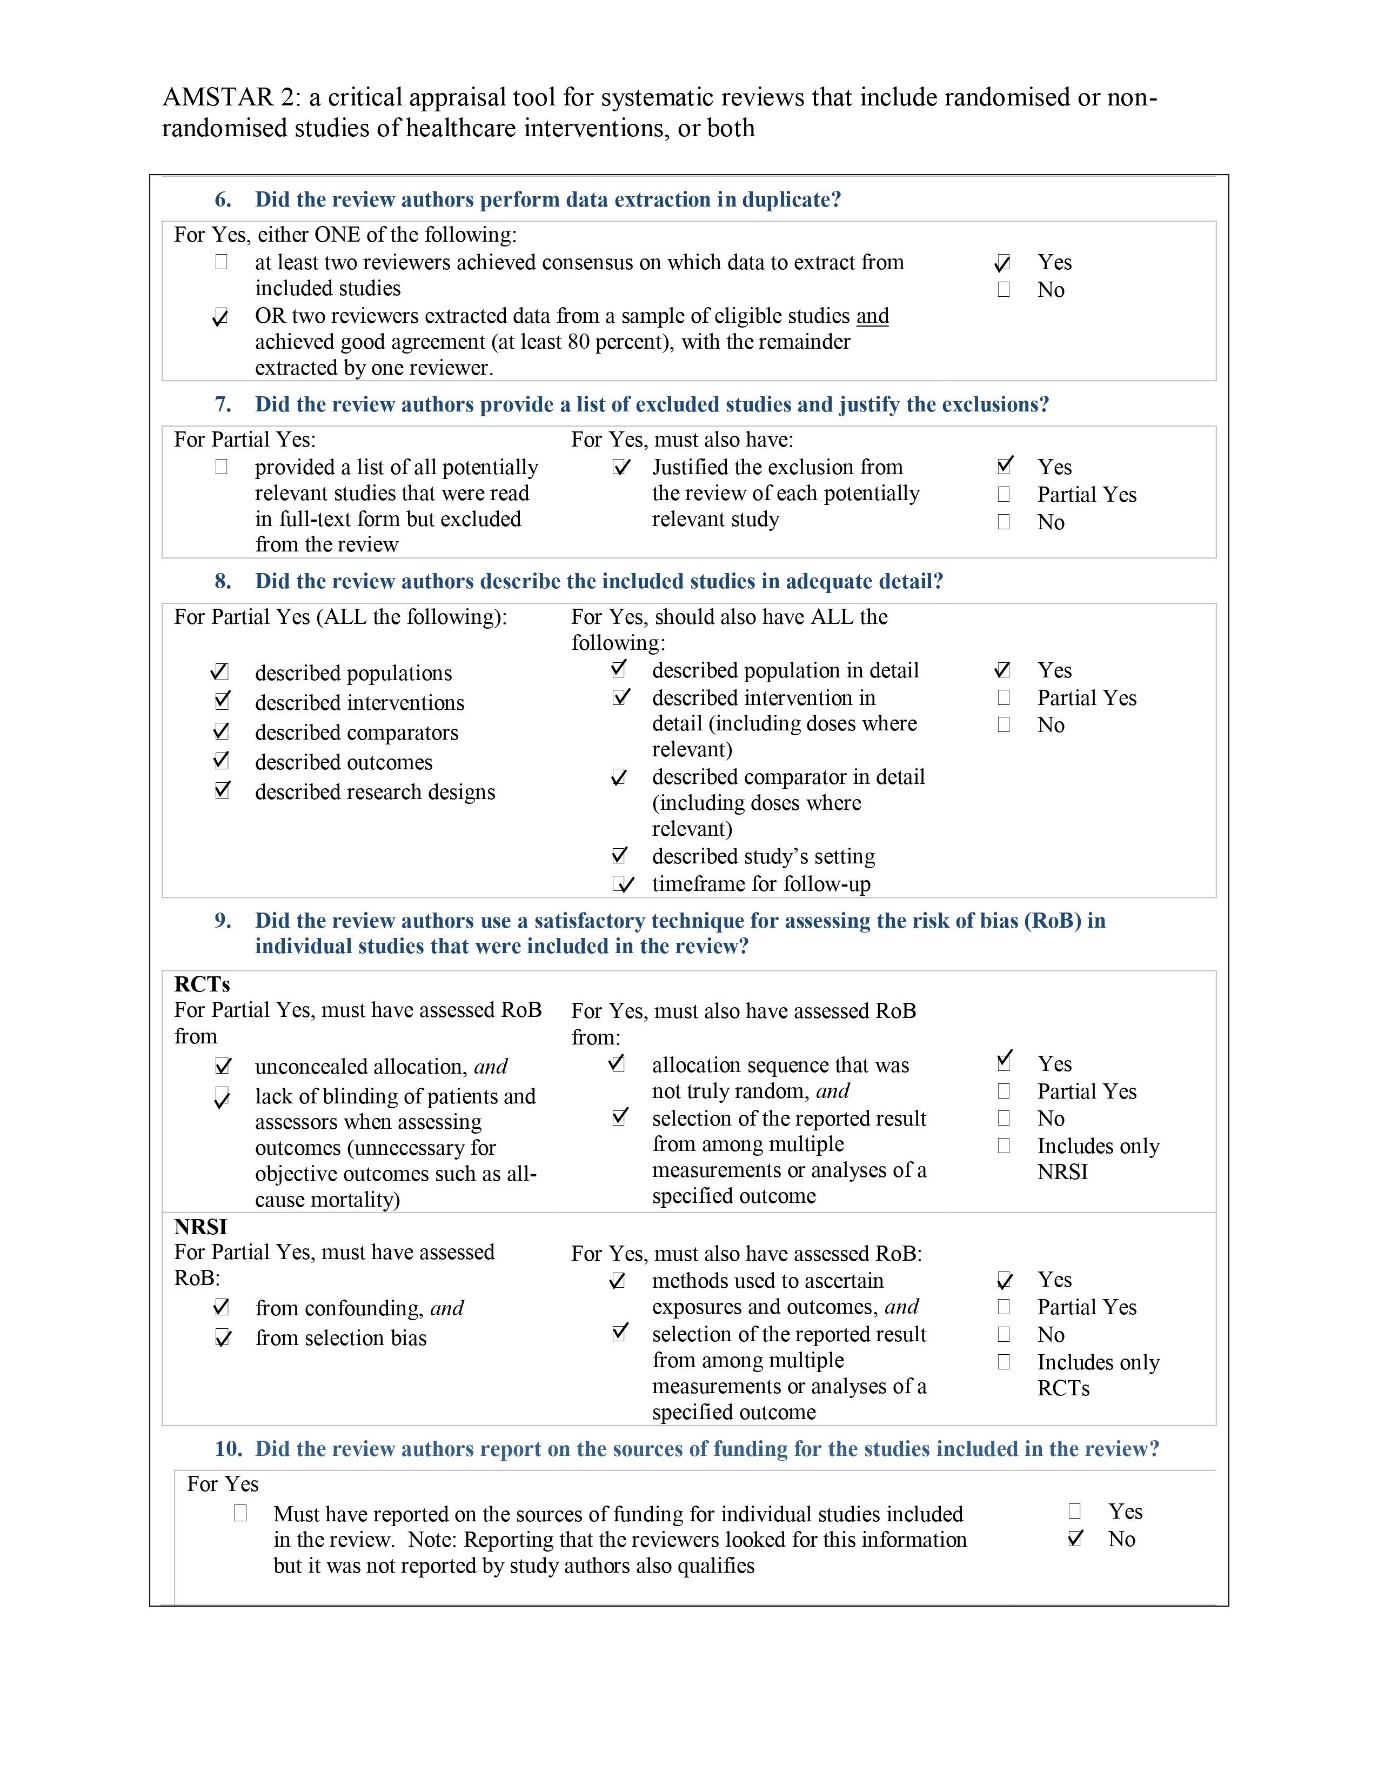 AMSTAR 2: a critical appraisal tool for systematic reviews that include randomised or non-
randomised studies of healthcare interventions, or both
6. Did the review authors perform data extraction in duplicate?
For Yes, either ONE of the following:
☐ at least two reviewers achieved consensus on which data to extract from
included studies
☑ OR two reviewers extracted data from a sample of eligible studies and
achieved good agreement (at least 80 percent), with the remainder
extracted by one reviewer.
☑ Yes
☐ No
7. Did the review authors provide a list of excluded studies and justify the exclusions?
For Partial Yes:
☐ provided a list of all potentially
relevant studies that were read
in full-text form but excluded
from the review
For Yes, must also have:
☑ Justified the exclusion from
the review of each potentially
relevant study
☑ Yes
☐ Partial Yes
☐ No
8. Did the review authors describe the included studies in adequate detail?
For Partial Yes (ALL the following):
☑ described populations
☑ described interventions
☑ described comparators
☑ described outcomes
☑ described research designs
For Yes, should also have ALL the
following:
☑ described population in detail
☑ described intervention in
detail (including doses where
relevant)
☑ described comparator in detail
(including doses where
relevant)
☑ described study’s setting
☑ timeframe for follow-up
☑ Yes
☐ Partial Yes
☐ No
9. Did the review authors use a satisfactory technique for assessing the risk of bias (RoB) in
individual studies that were included in the review?
RCTs
For Partial Yes, must have assessed RoB
from
☑ unconcealed allocation, and
☑ lack of blinding of patients and
assessors when assessing
outcomes (unnecessary for
objective outcomes such as all-
cause mortality)
For Yes, must also have assessed RoB
from:
☑ allocation sequence that was
not truly random, and
☑ selection of the reported result
from among multiple
measurements or analyses of a
specified outcome
☑ Yes
☐ Partial Yes
☐ No
☐ Includes only
NRSI
NRSI
For Partial Yes, must have assessed
RoB:
☑ from confounding, and
☑ from selection bias
For Yes, must also have assessed RoB:
☑ methods used to ascertain
exposures and outcomes, and
☑ selection of the reported result
from among multiple
measurements or analyses of a
specified outcome
☑ Yes
☐ Partial Yes
☐ No
☐ Includes only
RCTs
10. Did the review authors report on the sources of funding for the studies included in the review?
For Yes
☐ Must have reported on the sources of funding for individual studies included
in the review. Note: Reporting that the reviewers looked for this information
but it was not reported by study authors also qualifies
☐ Yes
☑ No